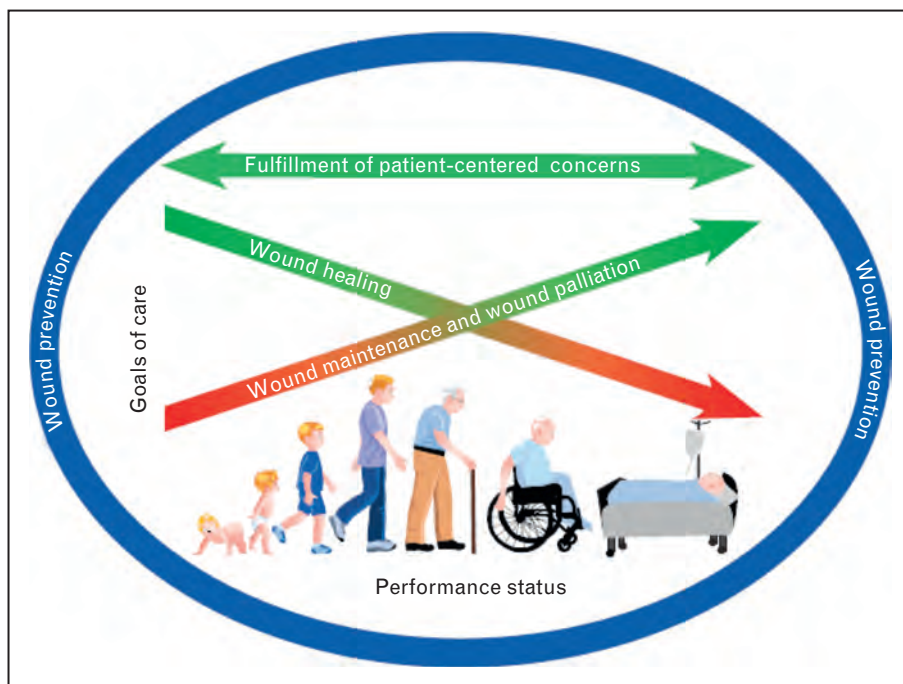 Fulfillment of patient-centered concerns
Wound healing
Wound maintenance and wound palliation
Wound prevention
Goals of care
Wound prevention
Performance status